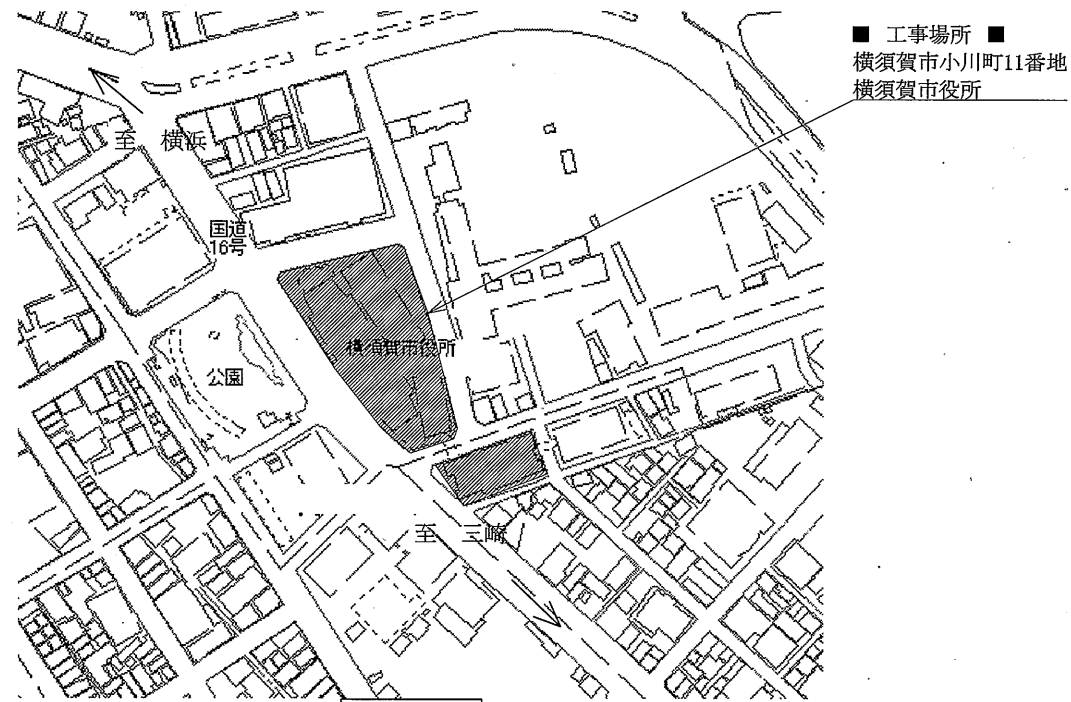 ■ 工事場所 ■
横須賀市小川町11番地
横須賀市役所
至 横浜
国道
16号
横須賀市役所
公園
至 三崎